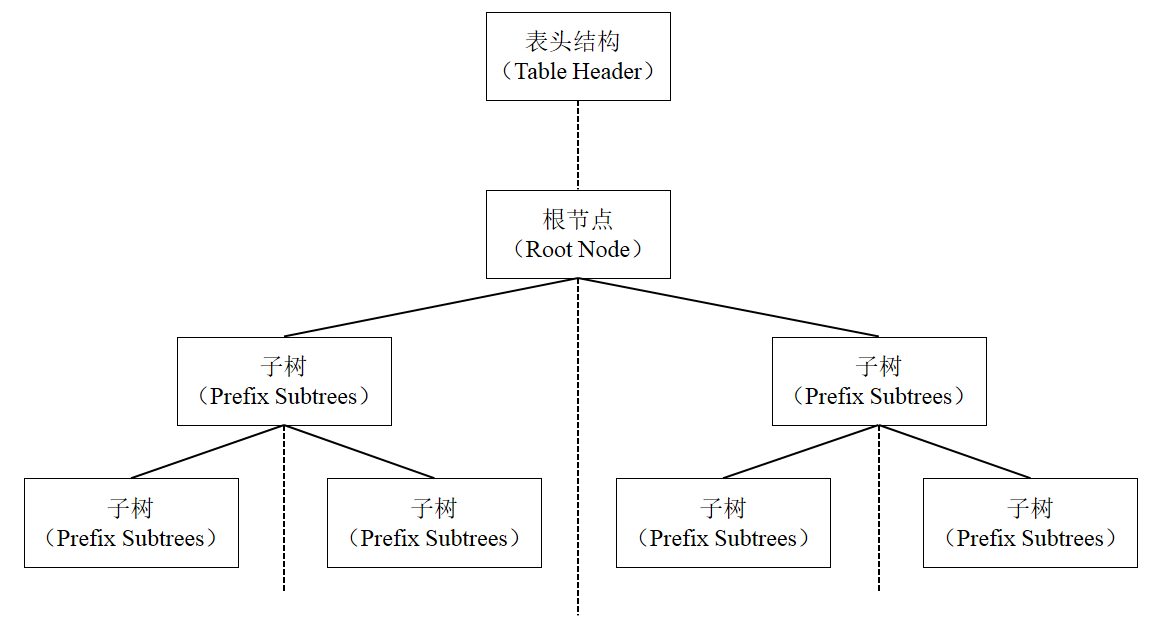 表头结构
（Table Header）
根节点
（Root Node）
子树
（Prefix Subtrees）
子树
（Prefix Subtrees）
子树
（Prefix Subtrees）
子树
（Prefix Subtrees）
子树
（Prefix Subtrees）
子树
（Prefix Subtrees）